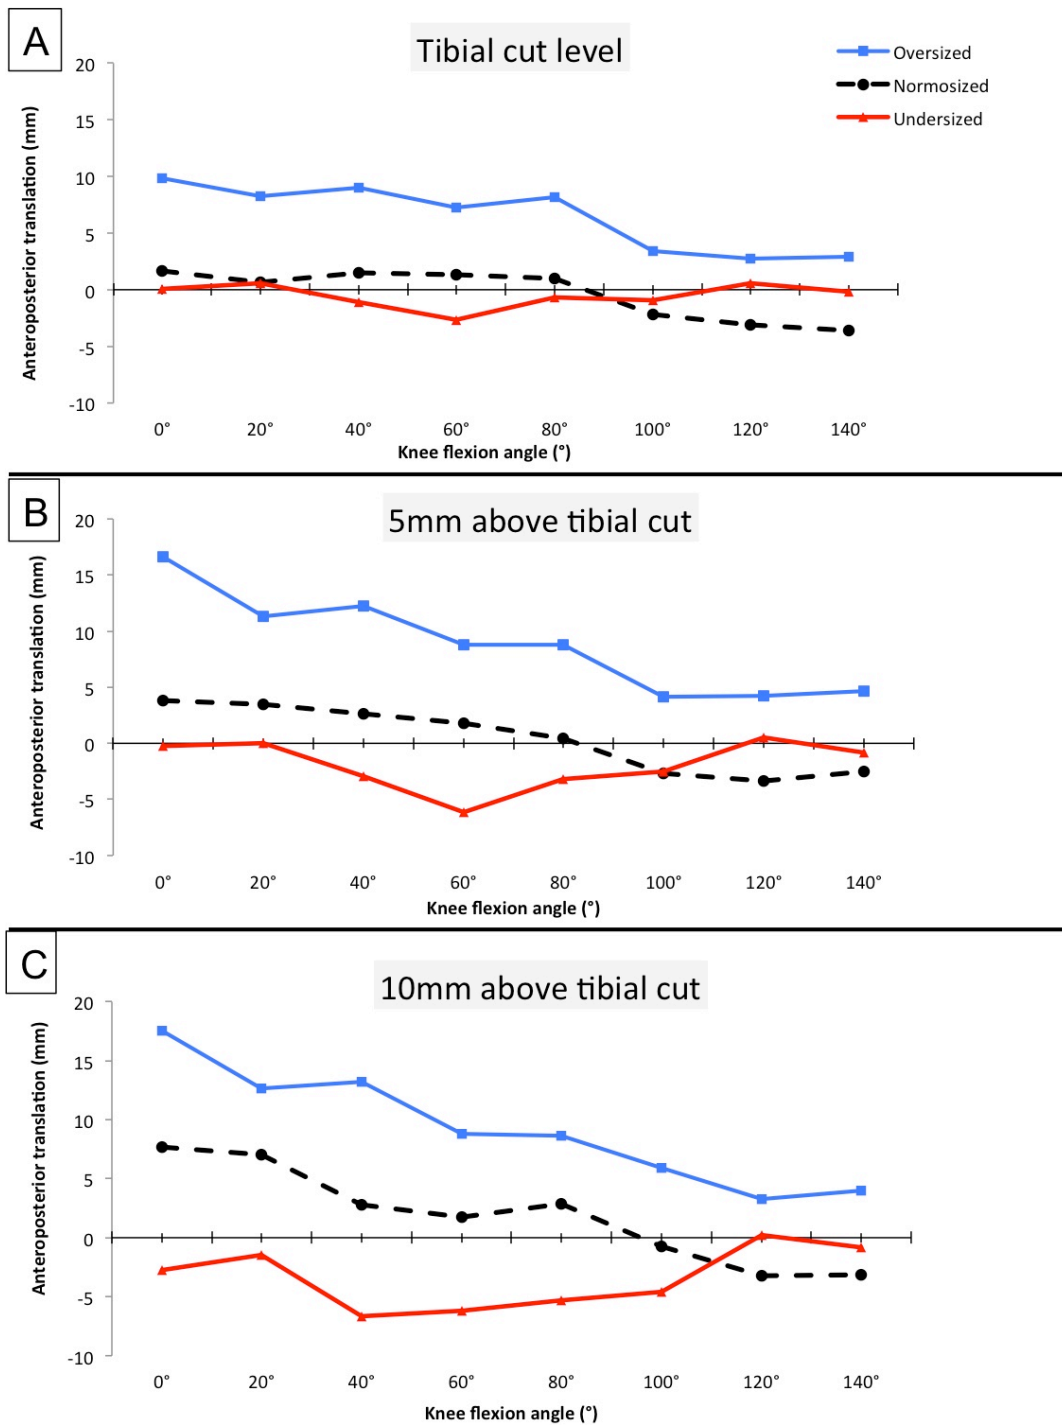 A
Tibial cut level
Oversized
Normosized
Undersized
Anteroposterior translation (mm)
20
15
10
5
0
-5
-10
0° 20° 40° 60° 80° 100° 120° 140°
Knee flexion angle (°)
B
5mm above tibial cut
Anteroposterior translation (mm)
20
15
10
5
0
-5
-10
0° 20° 40° 60° 80° 100° 120° 140°
Knee flexion angle (°)
C
10mm above tibial cut
Anteroposterior translation (mm)
20
15
10
5
0
-5
-10
0° 20° 40° 60° 80° 100° 120° 140°
Knee flexion angle (°)